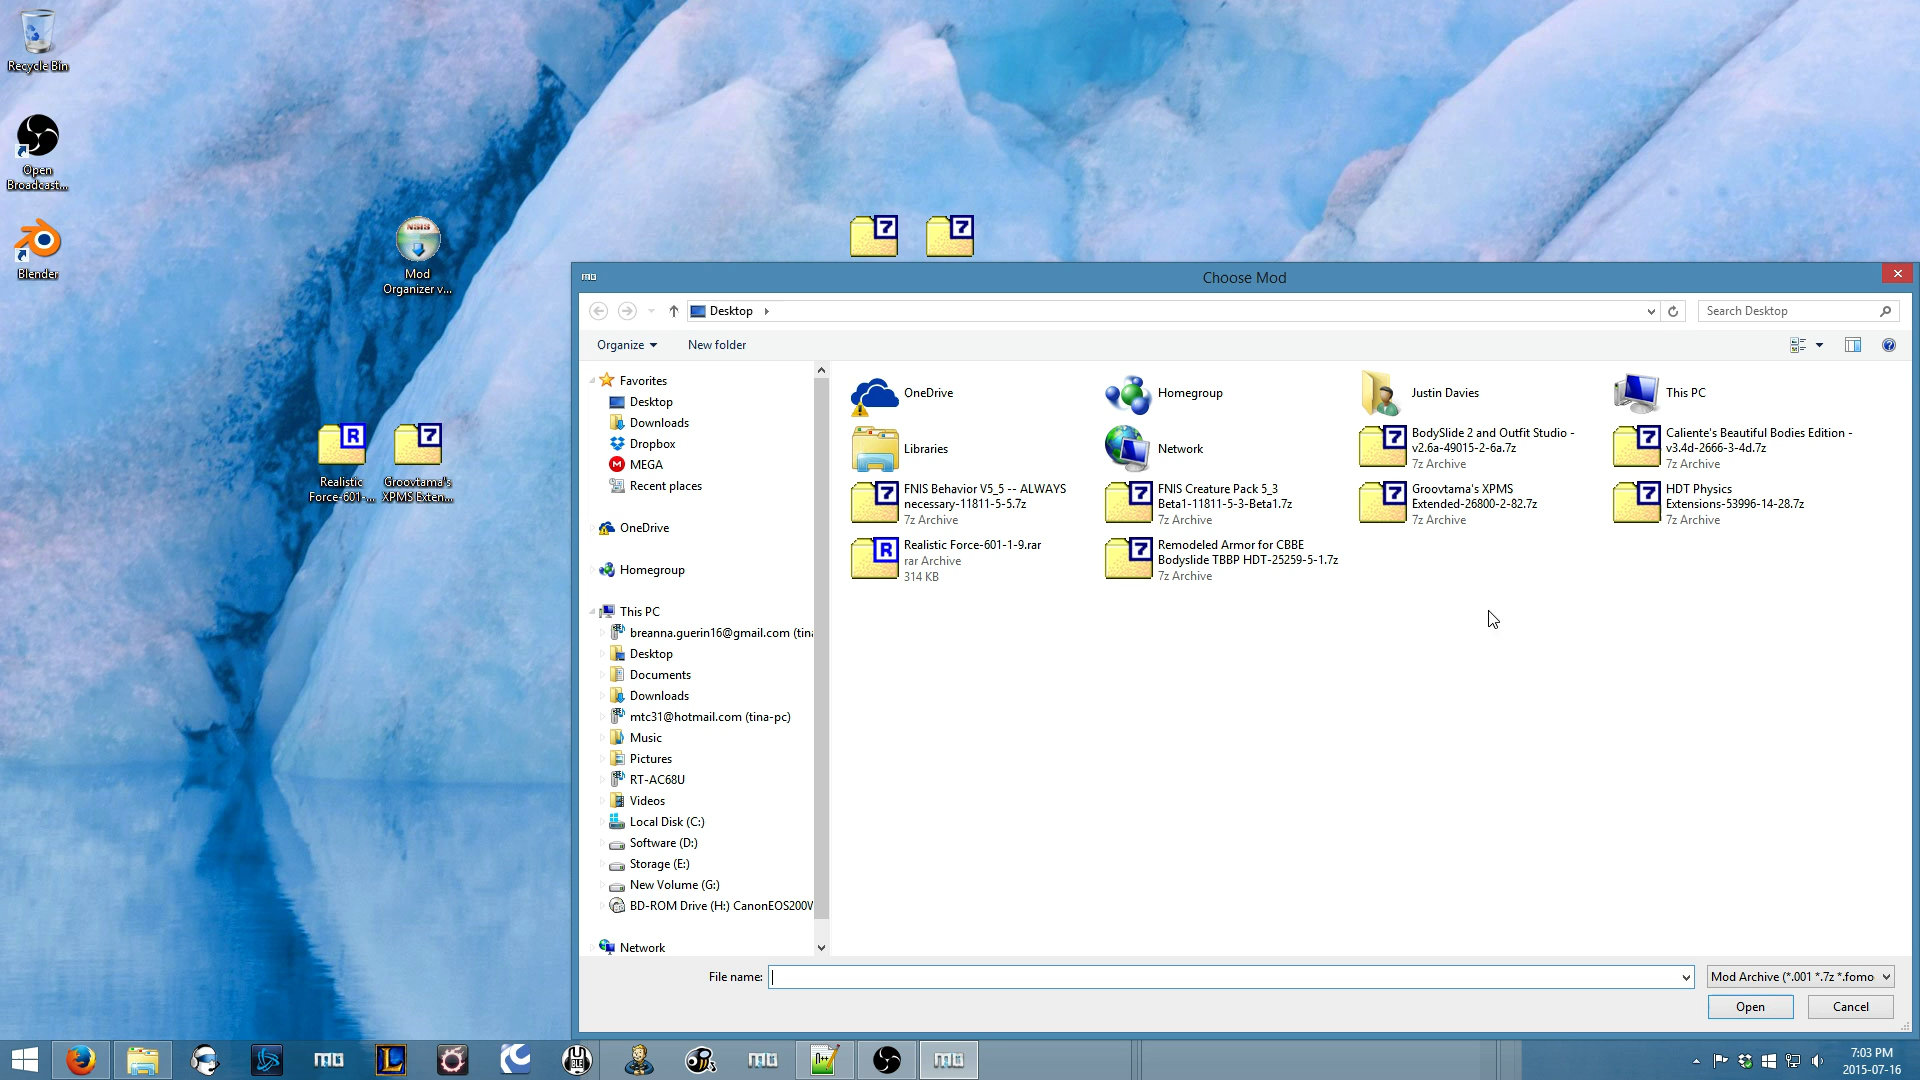 Recycle Bin
Open
Broadcast...
Blender
NSIS
Mod
Organizer v...
R
7
Realistic
Force-601-...
Groovtama's
XPMS Exten...
7
7
Choose Mod
Desktop
Search Desktop
Organize
New folder
Favorites
Desktop
Downloads
Dropbox
MEGA
Recent places
OneDrive
Homegroup
This PC
breanna.guerin16@gmail.com (tina
Desktop
Documents
Downloads
mtc31@hotmail.com (tina-pc)
Music
Pictures
RT-AC68U
Videos
Local Disk (C:)
Software (D:)
Storage (E:)
New Volume (G:)
BD-ROM Drive (H:) CanonEOS200W
Network
OneDrive
Homegroup
Justin Davies
This PC
Libraries
Network
BodySlide 2 and Outfit Studio -
v2.6a-49015-2-6a.7z
7z Archive
Caliente's Beautiful Bodies Edition -
v3.4d-2666-3-4d.7z
7z Archive
FNIS Behavior V5_5 -- ALWAYS
necessary-11811-5-5.7z
7z Archive
FNIS Creature Pack 5_3
Beta1-11811-5-3-Beta1.7z
7z Archive
Groovtama's XPMS
Extended-26800-2-82.7z
7z Archive
HDT Physics
Extensions-53996-14-28.7z
7z Archive
Realistic Force-601-1-9.rar
rar Archive
314 KB
Remodeled Armor for CBBE
Bodyslide TBBP HDT-25259-5-1.7z
7z Archive
File name:
Mod Archive (*.001 *.7z *.fomo
Open
Cancel
7:03 PM
2015-07-16